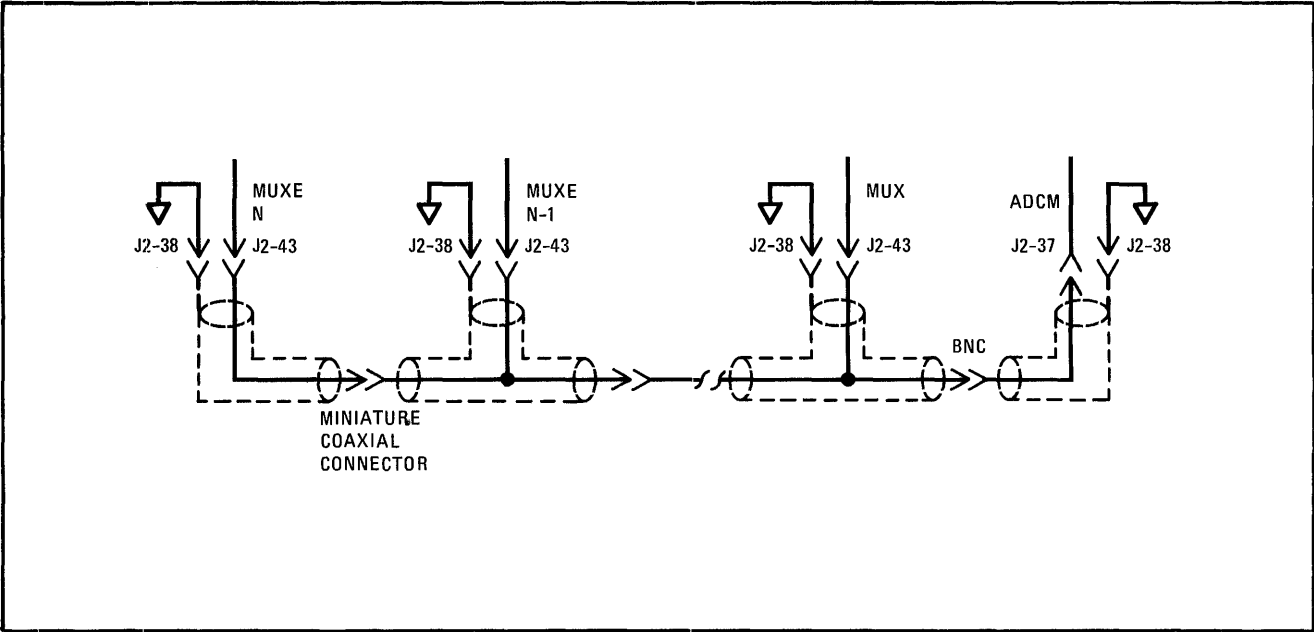 MUXE
N
J2-38
J2-43
MUXE
N-1
J2-38
J2-43
MUX
J2-38
J2-43
ADCM
J2-37
J2-38
BNC
MINIATURE
COAXIAL
CONNECTOR